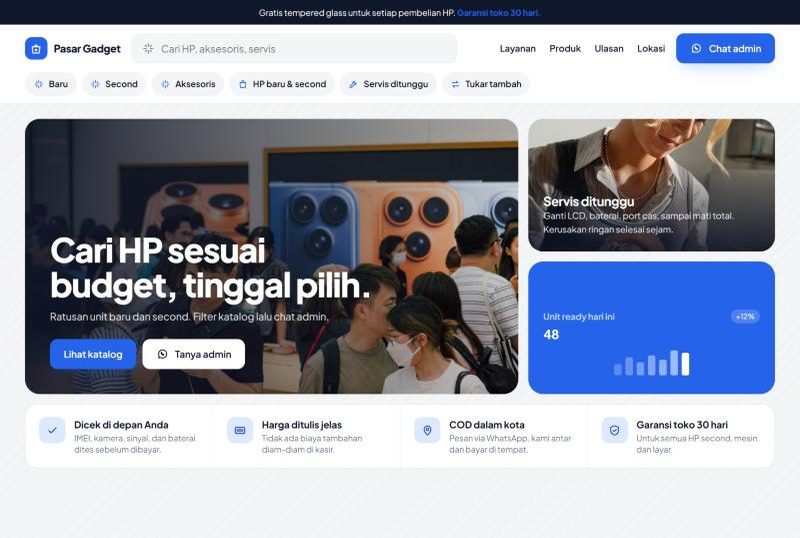 Gratis tempered glass untuk setiap pembelian HP. Garansi toko 30 hari.
Pasar Gadget
Cari HP, aksesoris, servis
Layanan
Produk
Ulasan
Lokasi
Chat admin
Baru
Second
Aksesoris
HP baru & second
Servis ditunggu
Tukar tambah
Cari HP sesuai
budget, tinggal pilih.
Ratusan unit baru dan second. Filter katalog lalu chat admin.
Lihat katalog
Tanya admin
Servis ditunggu
Ganti LCD, baterai, port cas, sampai mati total.
Kerusakan ringan selesai sejam.
Unit ready hari ini
+12%
48
Dicek di depan Anda
IMEI, kamera, sinyal, dan baterai
dites sebelum dibayar.
Harga ditulis jelas
Tidak ada biaya tambahan
diam-diam di kasir.
COD dalam kota
Pesan via WhatsApp, kami antar
dan bayar di tempat.
Garansi toko 30 hari
Untuk semua HP second, mesin
dan layar.